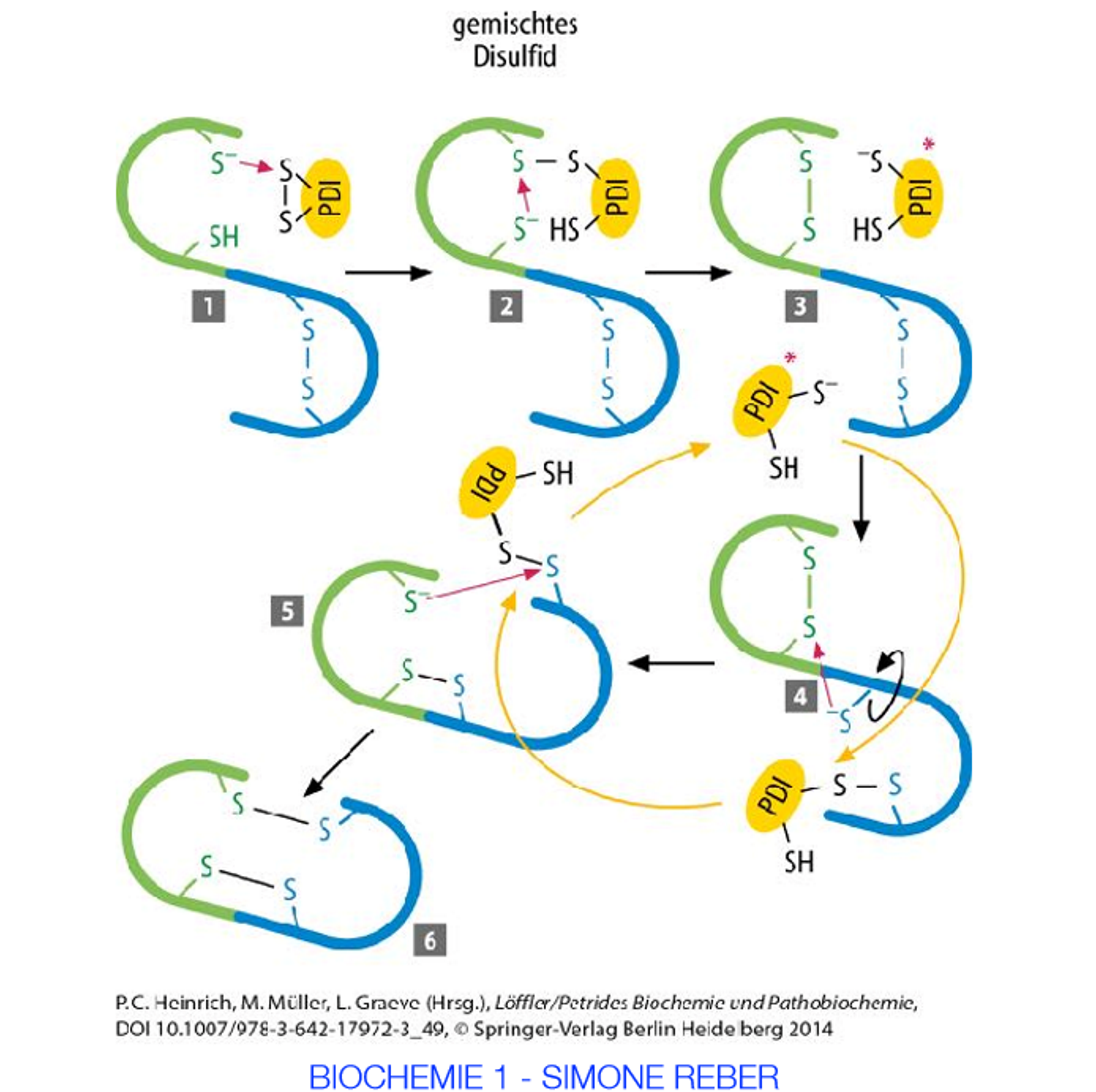 gemischtes
Disulfid
S⁻ S PDI
S
SH
1
S
S
S — S PDI
S⁻ HS
2
S
S
S ⁻S PDI *
S HS
3
S
S
PDI * S⁻
SH
PDI SH
S S
5
S⁻
S S
S
S
4
⁻S
PDI S — S
SH
S S
S S
6
P.C. Heinrich, M. Müller, L. Graeve (Hrsg.), Löffler/Petrides Biochemie und Pathobiochemie,
DOI 10.1007/978-3-642-17972-3_49, © Springer-Verlag Berlin Heidelberg 2014
BIOCHEMIE 1 - SIMONE REBER